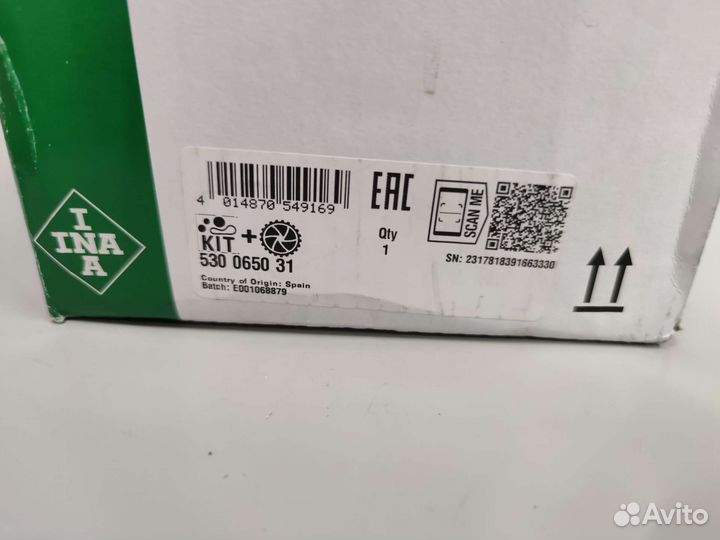 I
INA
A
4 014870 549169
EAC
SCAN ME
KIT +
Qty
1
530 0650 31
SN: 2317818391663330
Country of Origin: Spain
Batch: E001068879
Avito